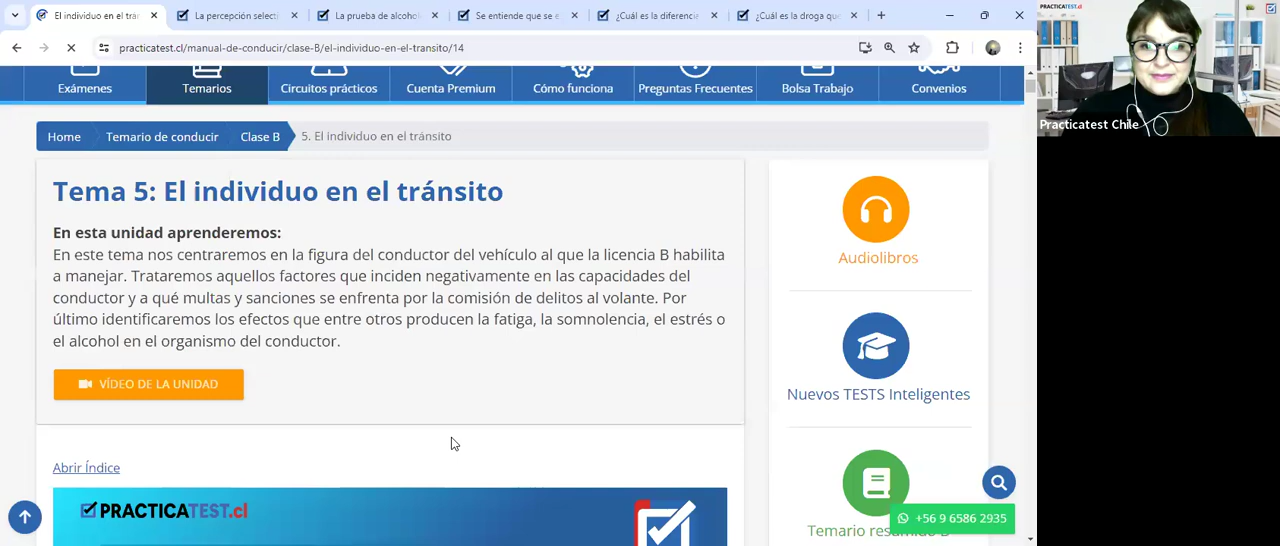 El individuo en el trán
La percepción selecti
La prueba de alcohol
Se entiende que se e
¿Cuál es la diferencie
¿Cuál es la droga que
practicatest.cl/manual-de-conducir/clase-B/el-individuo-en-el-transito/14
Exámenes
Temarios
Circuitos Prácticos
Cuenta Premium
Cómo funciona
Preguntas Frecuentes
Bolsa Trabajo
Convenios
Home
Temario de conducir
Clase B
5. El individuo en el tránsito
Tema 5: El individuo en el tránsito
En esta unidad aprenderemos:
En este tema nos centraremos en la figura del conductor del vehículo al que la licencia B habilita
a manejar. Trataremos aquellos factores que inciden negativamente en las capacidades del
conductor y a qué multas y sanciones se enfrenta por la comisión de delitos al volante. Por
último identificaremos los efectos que entre otros producen la fatiga, la somnolencia, el estrés o
el alcohol en el organismo del conductor.
VÍDEO DE LA UNIDAD
Abrir Índice
PRACTICATEST.cl
Audiolibros
Nuevos TESTS Inteligentes
Temario resumido B
+56 9 6586 2935
PRACTICATEST.cl
Practicatest Chile